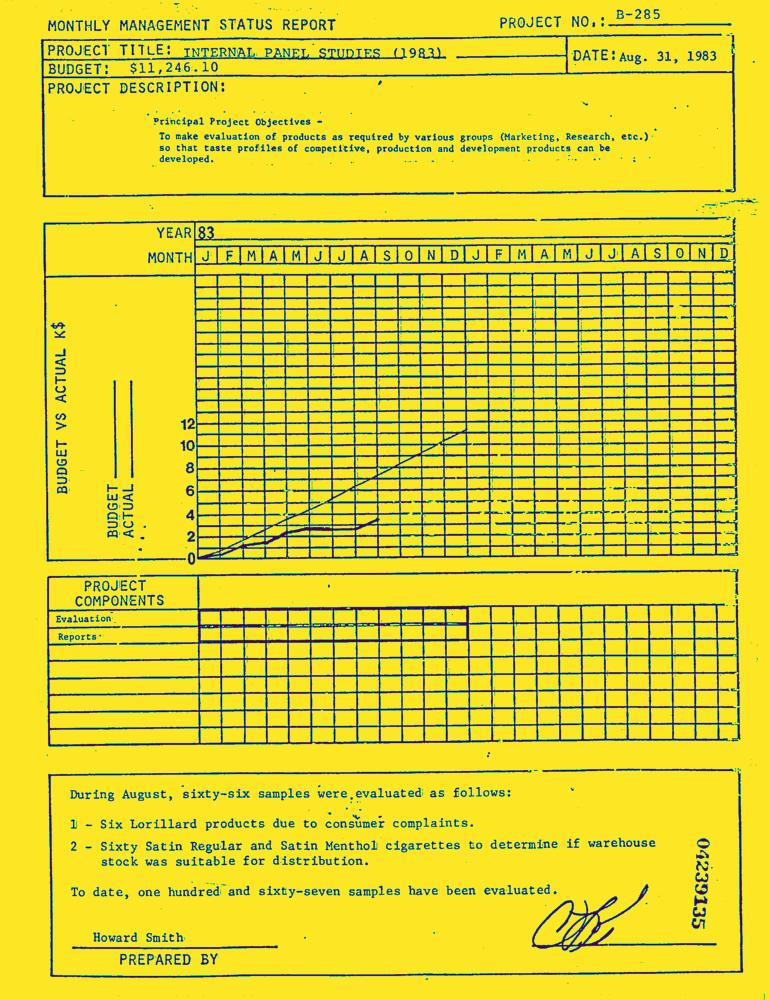 MONTHLY MANAGEMENT STATUS REPORT PROJECT NO.: B-285
PROJECT TITLE: INTERNAL PANEL STUDIES (1983) DATE: Aug. 31, 1983
BUDGET: $11,246.10
PROJECT DESCRIPTION:
Principal Project Objectives -
To make evaluation of products as required by various groups (Marketing, Research, etc.)
so that taste profiles of competitive, production and development products can be
developed.
YEAR 83
MONTH J F M A M J J A S O N D J F M A M J J A S O N D
BUDGET VS ACTUAL K$
BUDGET
ACTUAL
12
10
8
6
4
2
0
PROJECT
COMPONENTS
Evaluation
Reports
During August, sixty-six samples were evaluated as follows:
1 - Six Lorillard products due to consumer complaints.
2 - Sixty Satin Regular and Satin Menthol cigarettes to determine if warehouse
stock was suitable for distribution.
To date, one hundred and sixty-seven samples have been evaluated.
04239135
Howard Smith
PREPARED BY